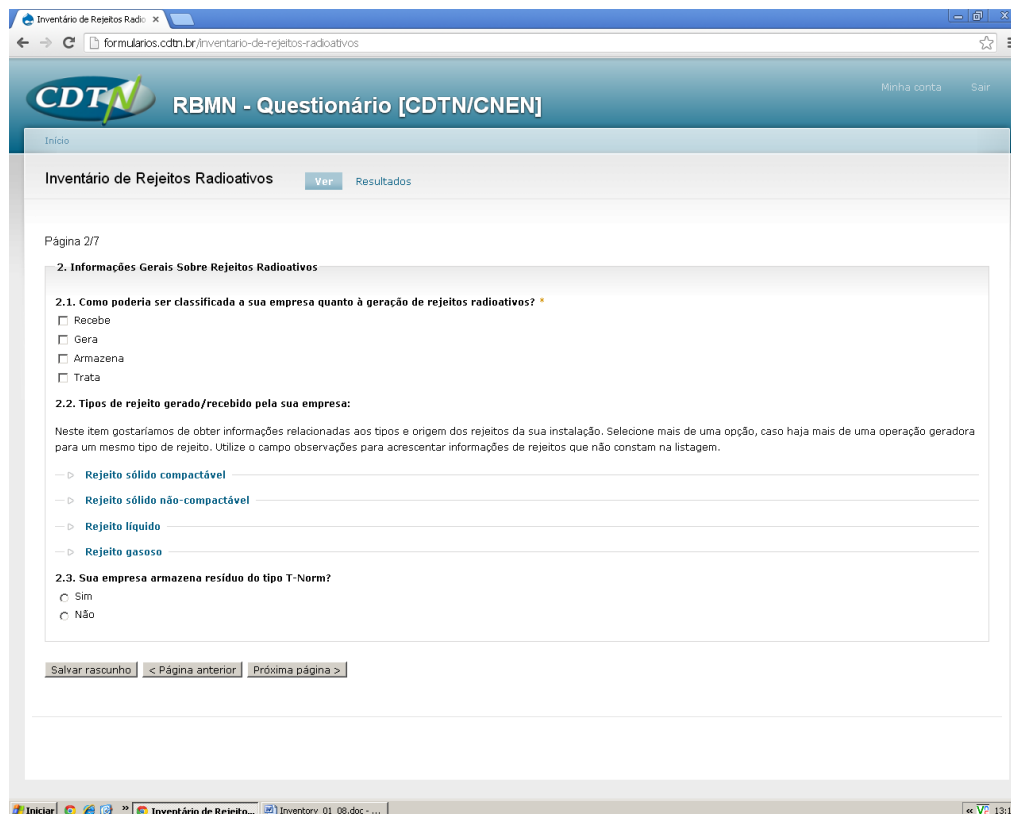 Inventário de Rejeitos Radio
formularios.cdtn.br/inventario-de-rejeitos-radioativos
CDTN
RBMN - Questionário [CDTN/CNEN]
Minha conta Sair
Início
Inventário de Rejeitos Radioativos Ver Resultados
Página 2/7
2. Informações Gerais Sobre Rejeitos Radioativos
2.1. Como poderia ser classificada a sua empresa quanto à geração de rejeitos radioativos? *
Recebe
Gera
Armazena
Trata
2.2. Tipos de rejeito gerado/recebido pela sua empresa:
Neste item gostaríamos de obter informações relacionadas aos tipos e origem dos rejeitos da sua instalação. Selecione mais de uma opção, caso haja mais de uma operação geradora
para um mesmo tipo de rejeito. Utilize o campo observações para acrescentar informações de rejeitos que não constam na listagem.
Rejeito sólido compactável
Rejeito sólido não-compactável
Rejeito líquido
Rejeito gasoso
2.3. Sua empresa armazena resíduo do tipo T-Norm?
Sim
Não
Salvar rascunho < Página anterior Próxima página >
Iniciar » Inventário de Rejeito... Inventory_01_08.doc - ... « 13:1